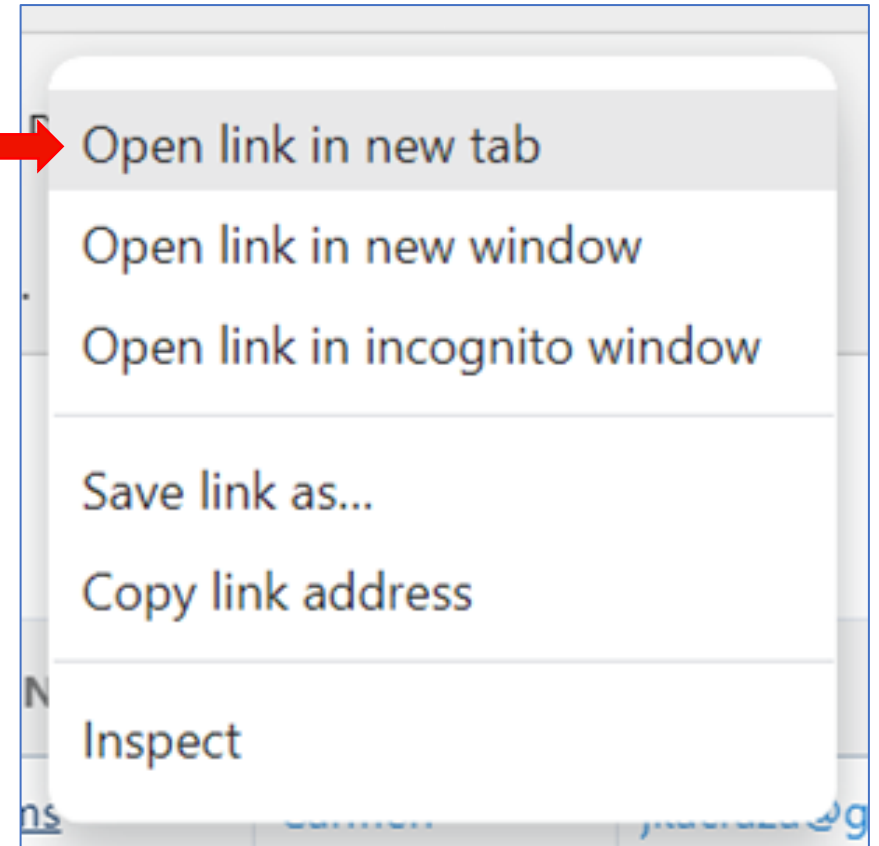 Open link in new tab
Open link in new window
Open link in incognito window
Save link as...
Copy link address
Inspect